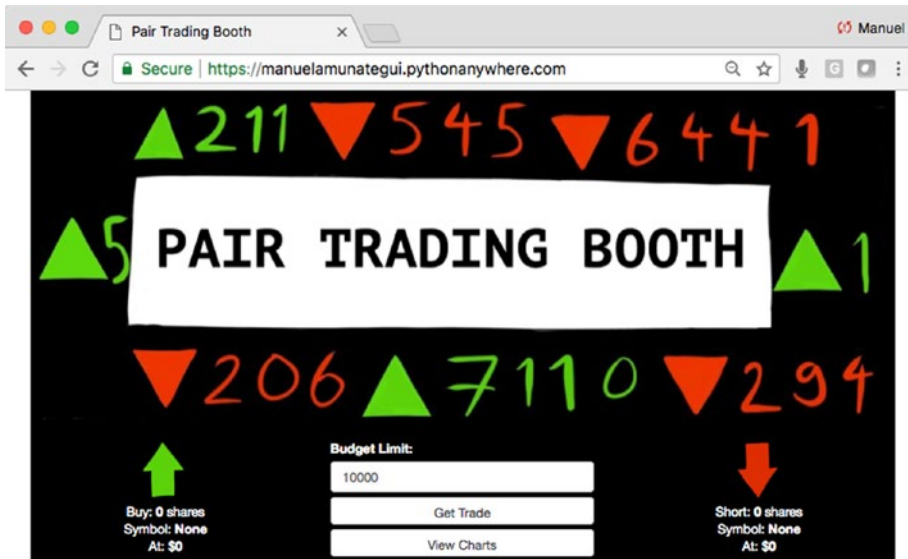 Pair Trading Booth
Manuel
Secure | https://manuelamunategui.pythonanywhere.com
211 545 6441
5 PAIR TRADING BOOTH 1
206 7110 294
Budget Limit:
10000
Get Trade
View Charts
Buy: 0 shares
Symbol: None
At: $0
Short: 0 shares
Symbol: None
At: $0